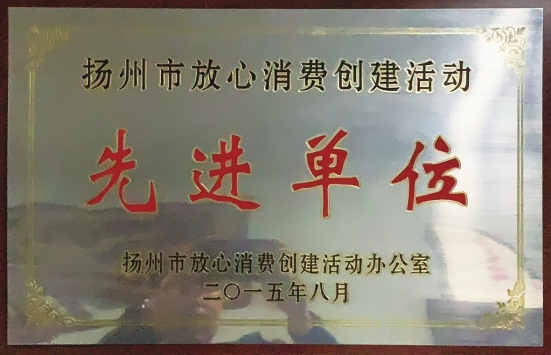 扬州市放心消费创建活动
先进单位
扬州市放心消费创建活动办公室
二〇一五年八月